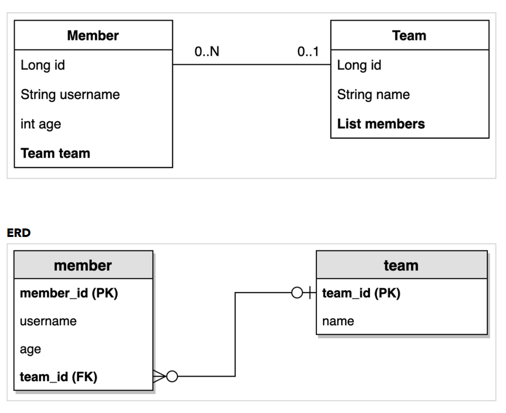 Member
Long id
String username
int age
Team team
0..N
0..1
Team
Long id
String name
List members
ERD
member
member_id (PK)
username
age
team_id (FK)
team
team_id (PK)
name